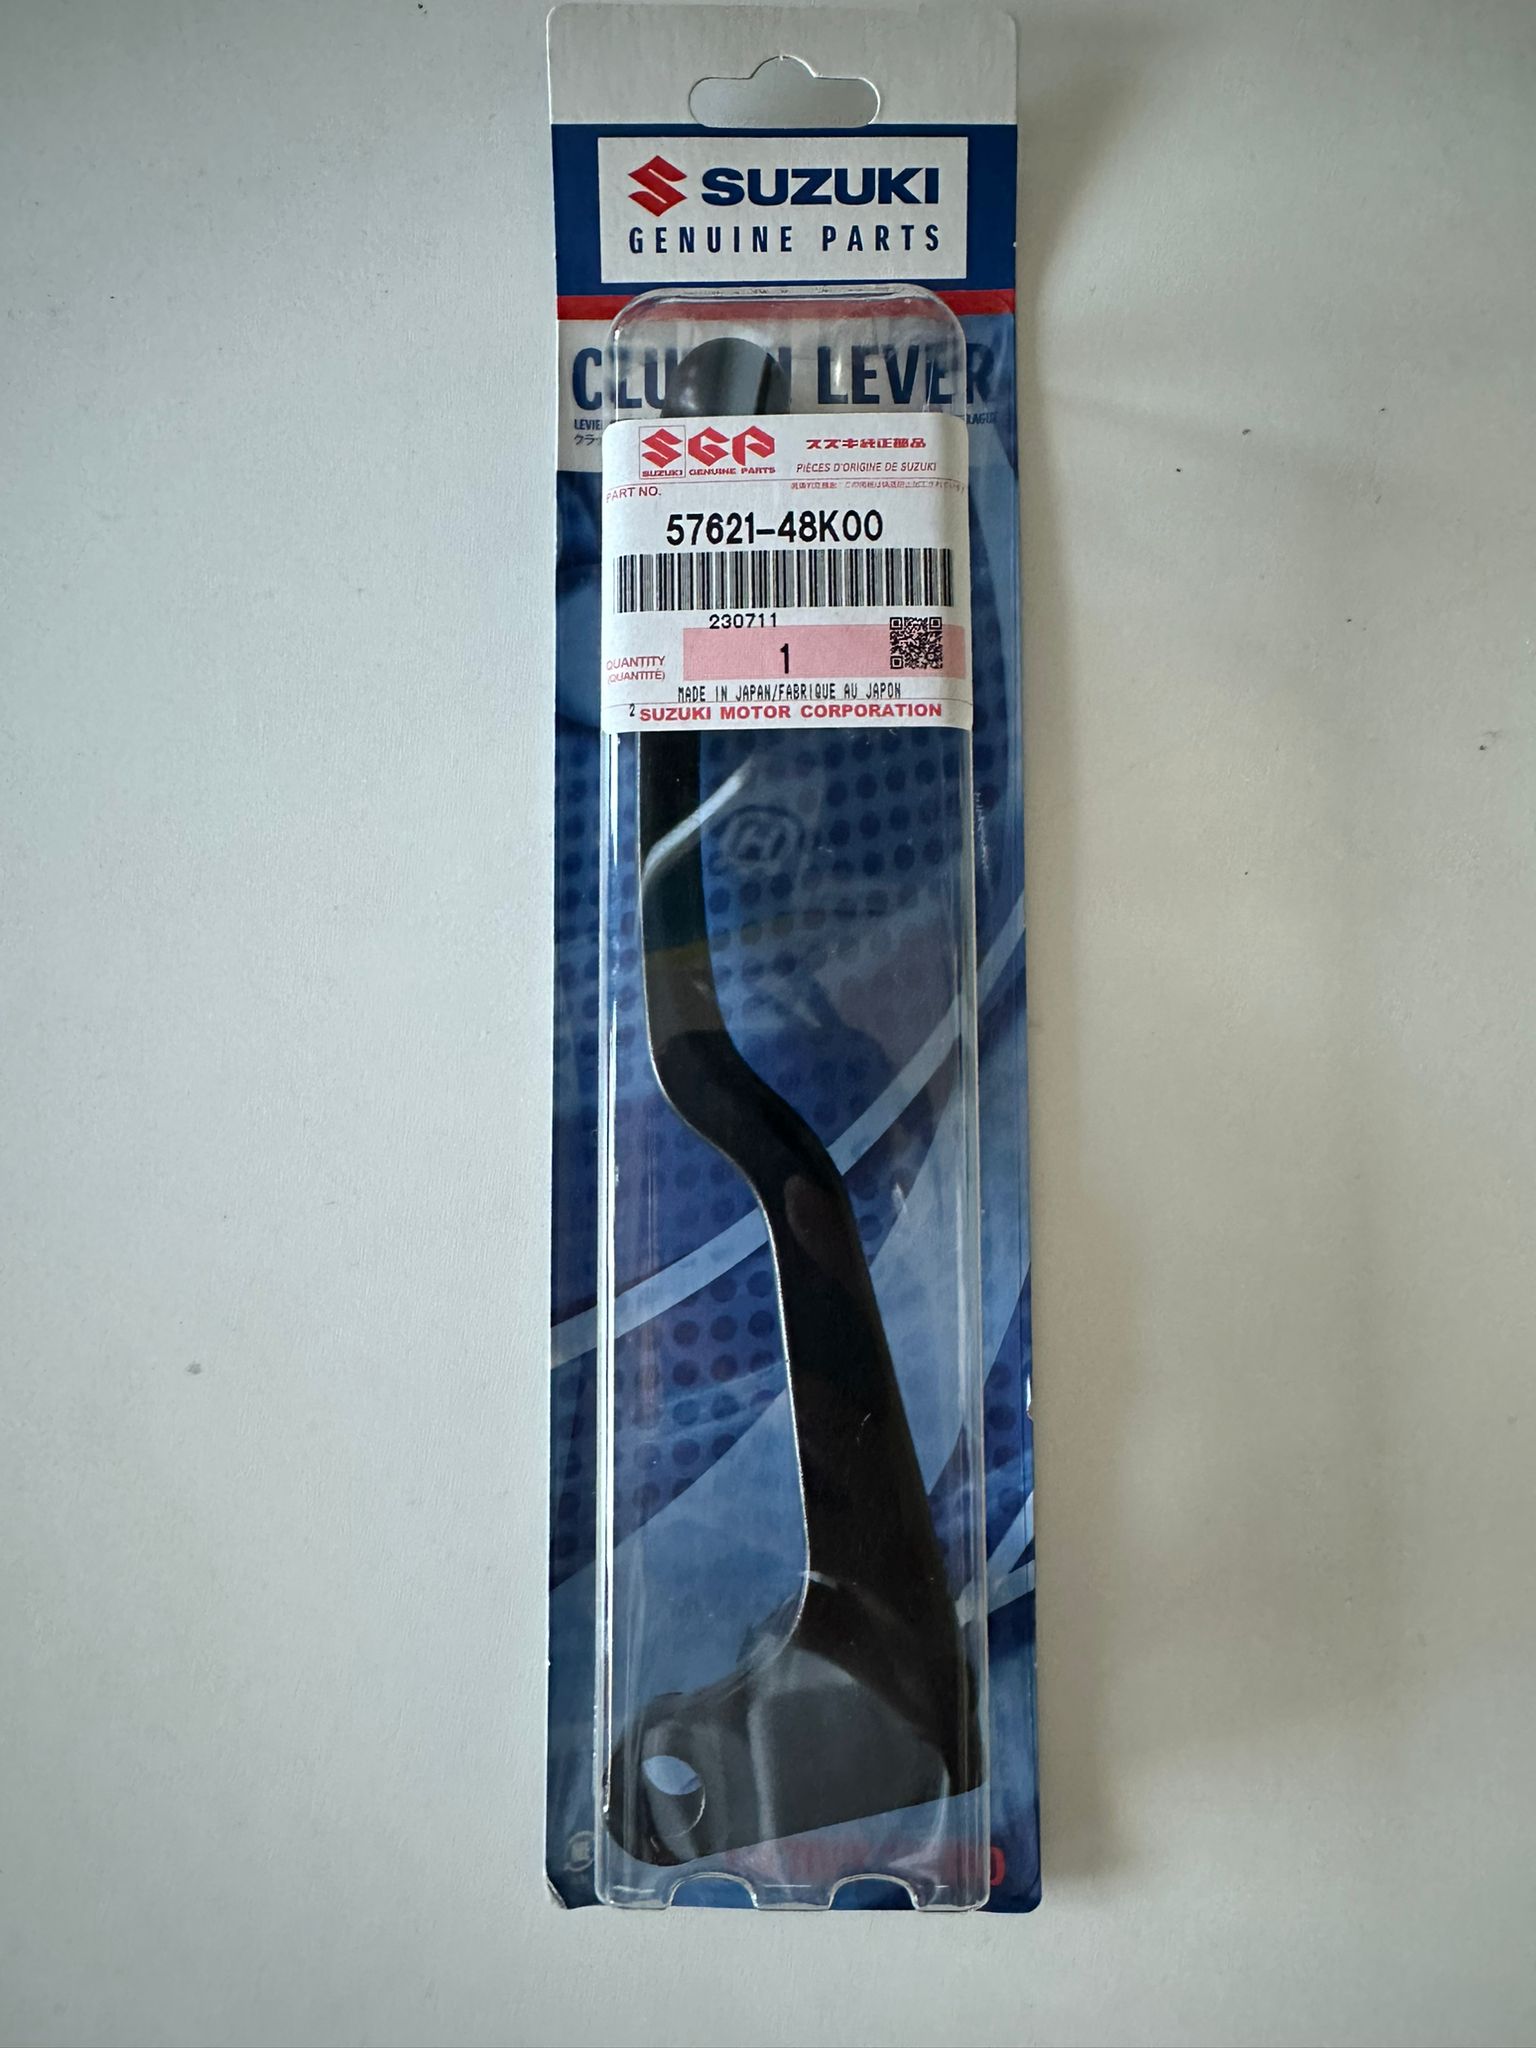 SUZUKI
GENUINE PARTS
LEVER
SGP
スズキ純正部品
SUZUKI GENUINE PARTS
PIÈCES D'ORIGINE DE SUZUKI
PART NO.
57621-48K00
230711
QUANTITY
(QUANTITÉ)
1
MADE IN JAPAN/FABRIQUE AU JAPON
2 SUZUKI MOTOR CORPORATION